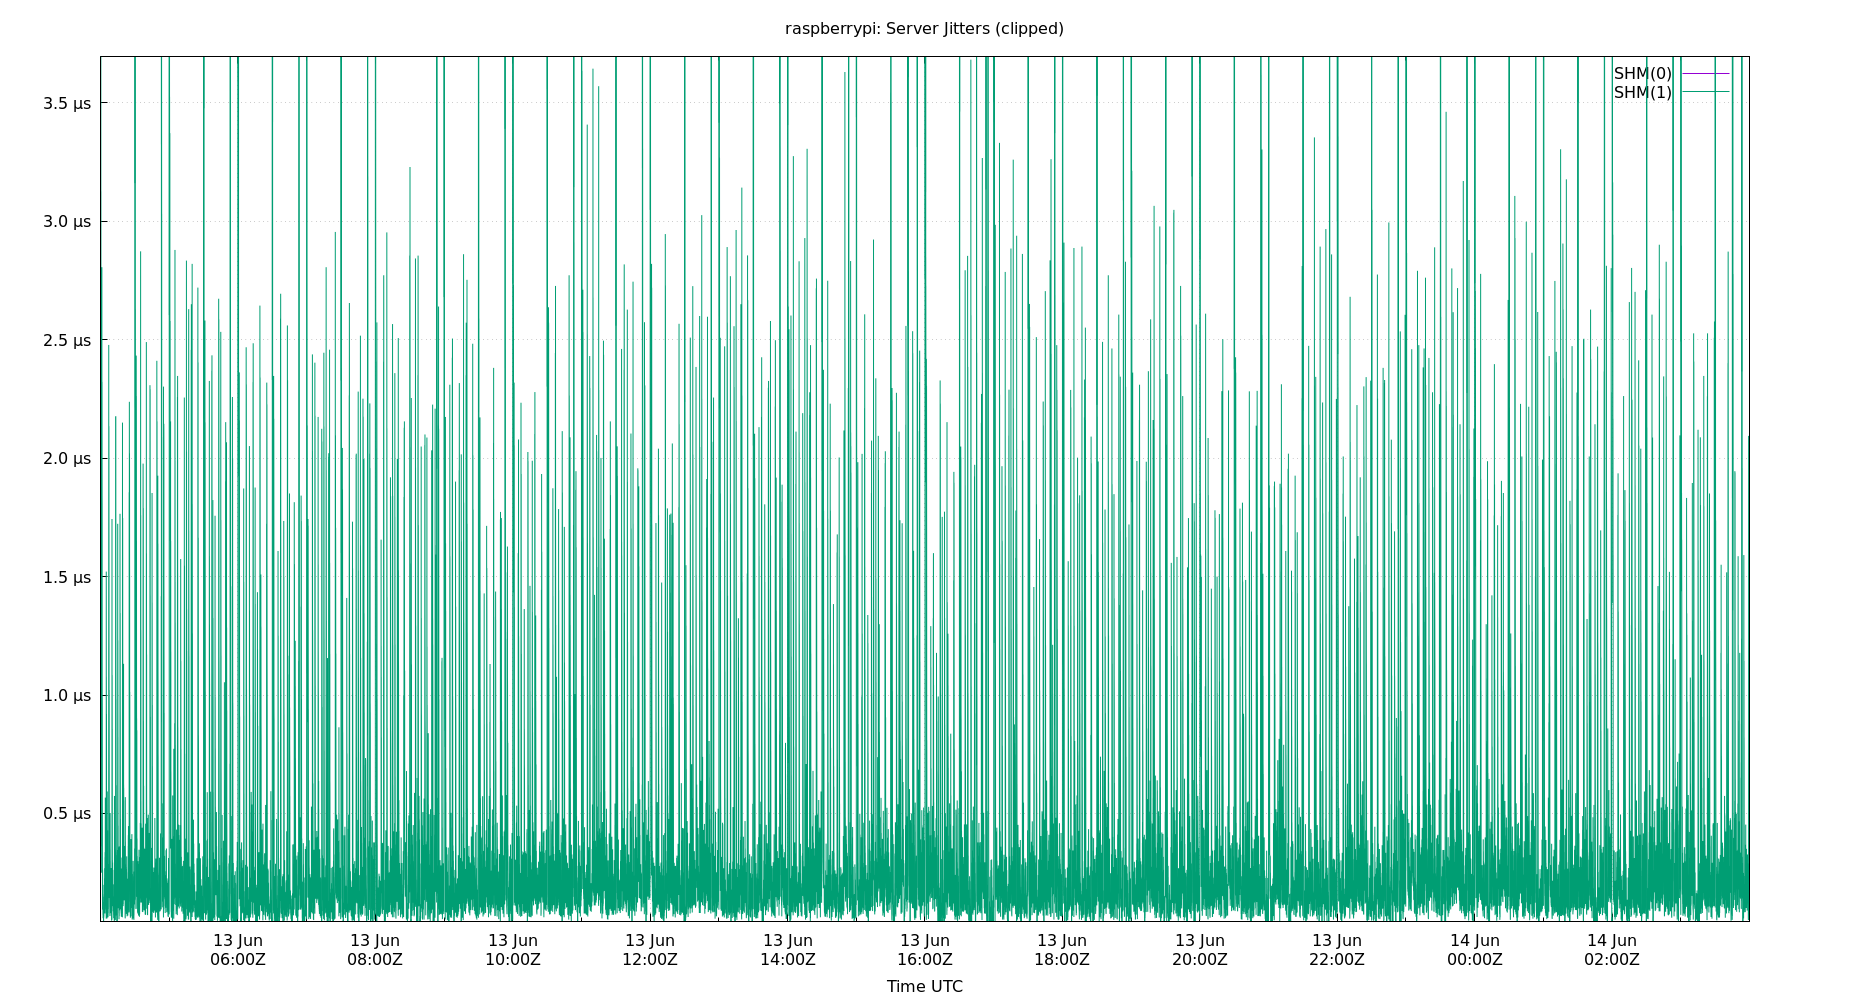 raspberrypi: Server Jitters (clipped)
SHM(0)
SHM(1)
3.5 µs
3.0 µs
2.5 µs
2.0 µs
1.5 µs
1.0 µs
0.5 µs
13 Jun 13 Jun 13 Jun 13 Jun 13 Jun 13 Jun 13 Jun 13 Jun 13 Jun 14 Jun 14 Jun
06:00Z 08:00Z 10:00Z 12:00Z 14:00Z 16:00Z 18:00Z 20:00Z 22:00Z 00:00Z 02:00Z
Time UTC